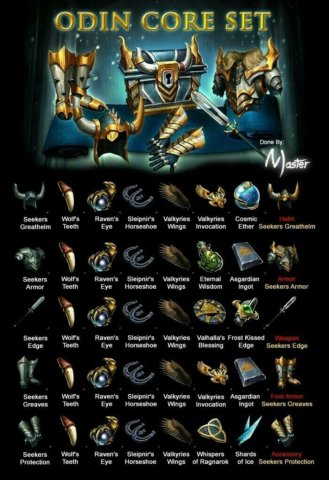 ODIN CORE SET
Done By:
Master
Seekers Greathelm
Wolf's Teeth
Raven's Eye
Sleipnir's Horseshoe
Valkyries Wings
Valkyries Invocation
Cosmic Ether
Helm
Seekers Greathelm
Seekers Armor
Wolf's Teeth
Raven's Eye
Sleipnir's Horseshoe
Valkyries Wings
Eternal Wisdom
Asgardian Ingot
Armor
Seekers Armor
Seekers Edge
Wolf's Teeth
Raven's Eye
Sleipnir's Horseshoe
Valkyries Wings
Valhalla's Blessing
Frost Kissed Edge
Weapon
Seekers Edge
Seekers Greaves
Wolf's Teeth
Raven's Eye
Sleipnir's Horseshoe
Valkyries Wings
Valkyries Invocation
Asgardian Ingot
Foot Armor
Seekers Greaves
Seekers Protection
Wolf's Teeth
Raven's Eye
Sleipnir's Horseshoe
Valkyries Wings
Whispers of Ragnarok
Shards of Ice
Accessory
Seekers Protection